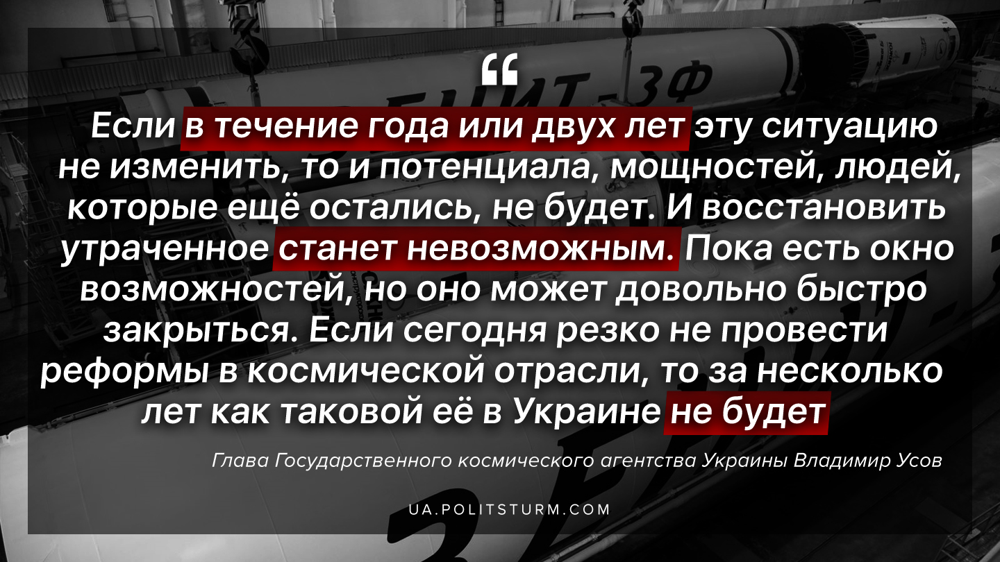 ЗЕНИТ-3Ф
“
Если в течение года или двух лет эту ситуацию
не изменить, то и потенциала, мощностей, людей,
которые ещё остались, не будет. И восстановить
утраченное станет невозможным. Пока есть окно
возможностей, но оно может довольно быстро
закрыться. Если сегодня резко не провести
реформы в космической отрасли, то за несколько
лет как таковой её в Украине не будет
Глава Государственного космического агентства Украины Владимир Усов
UA.POLITSTURM.COM